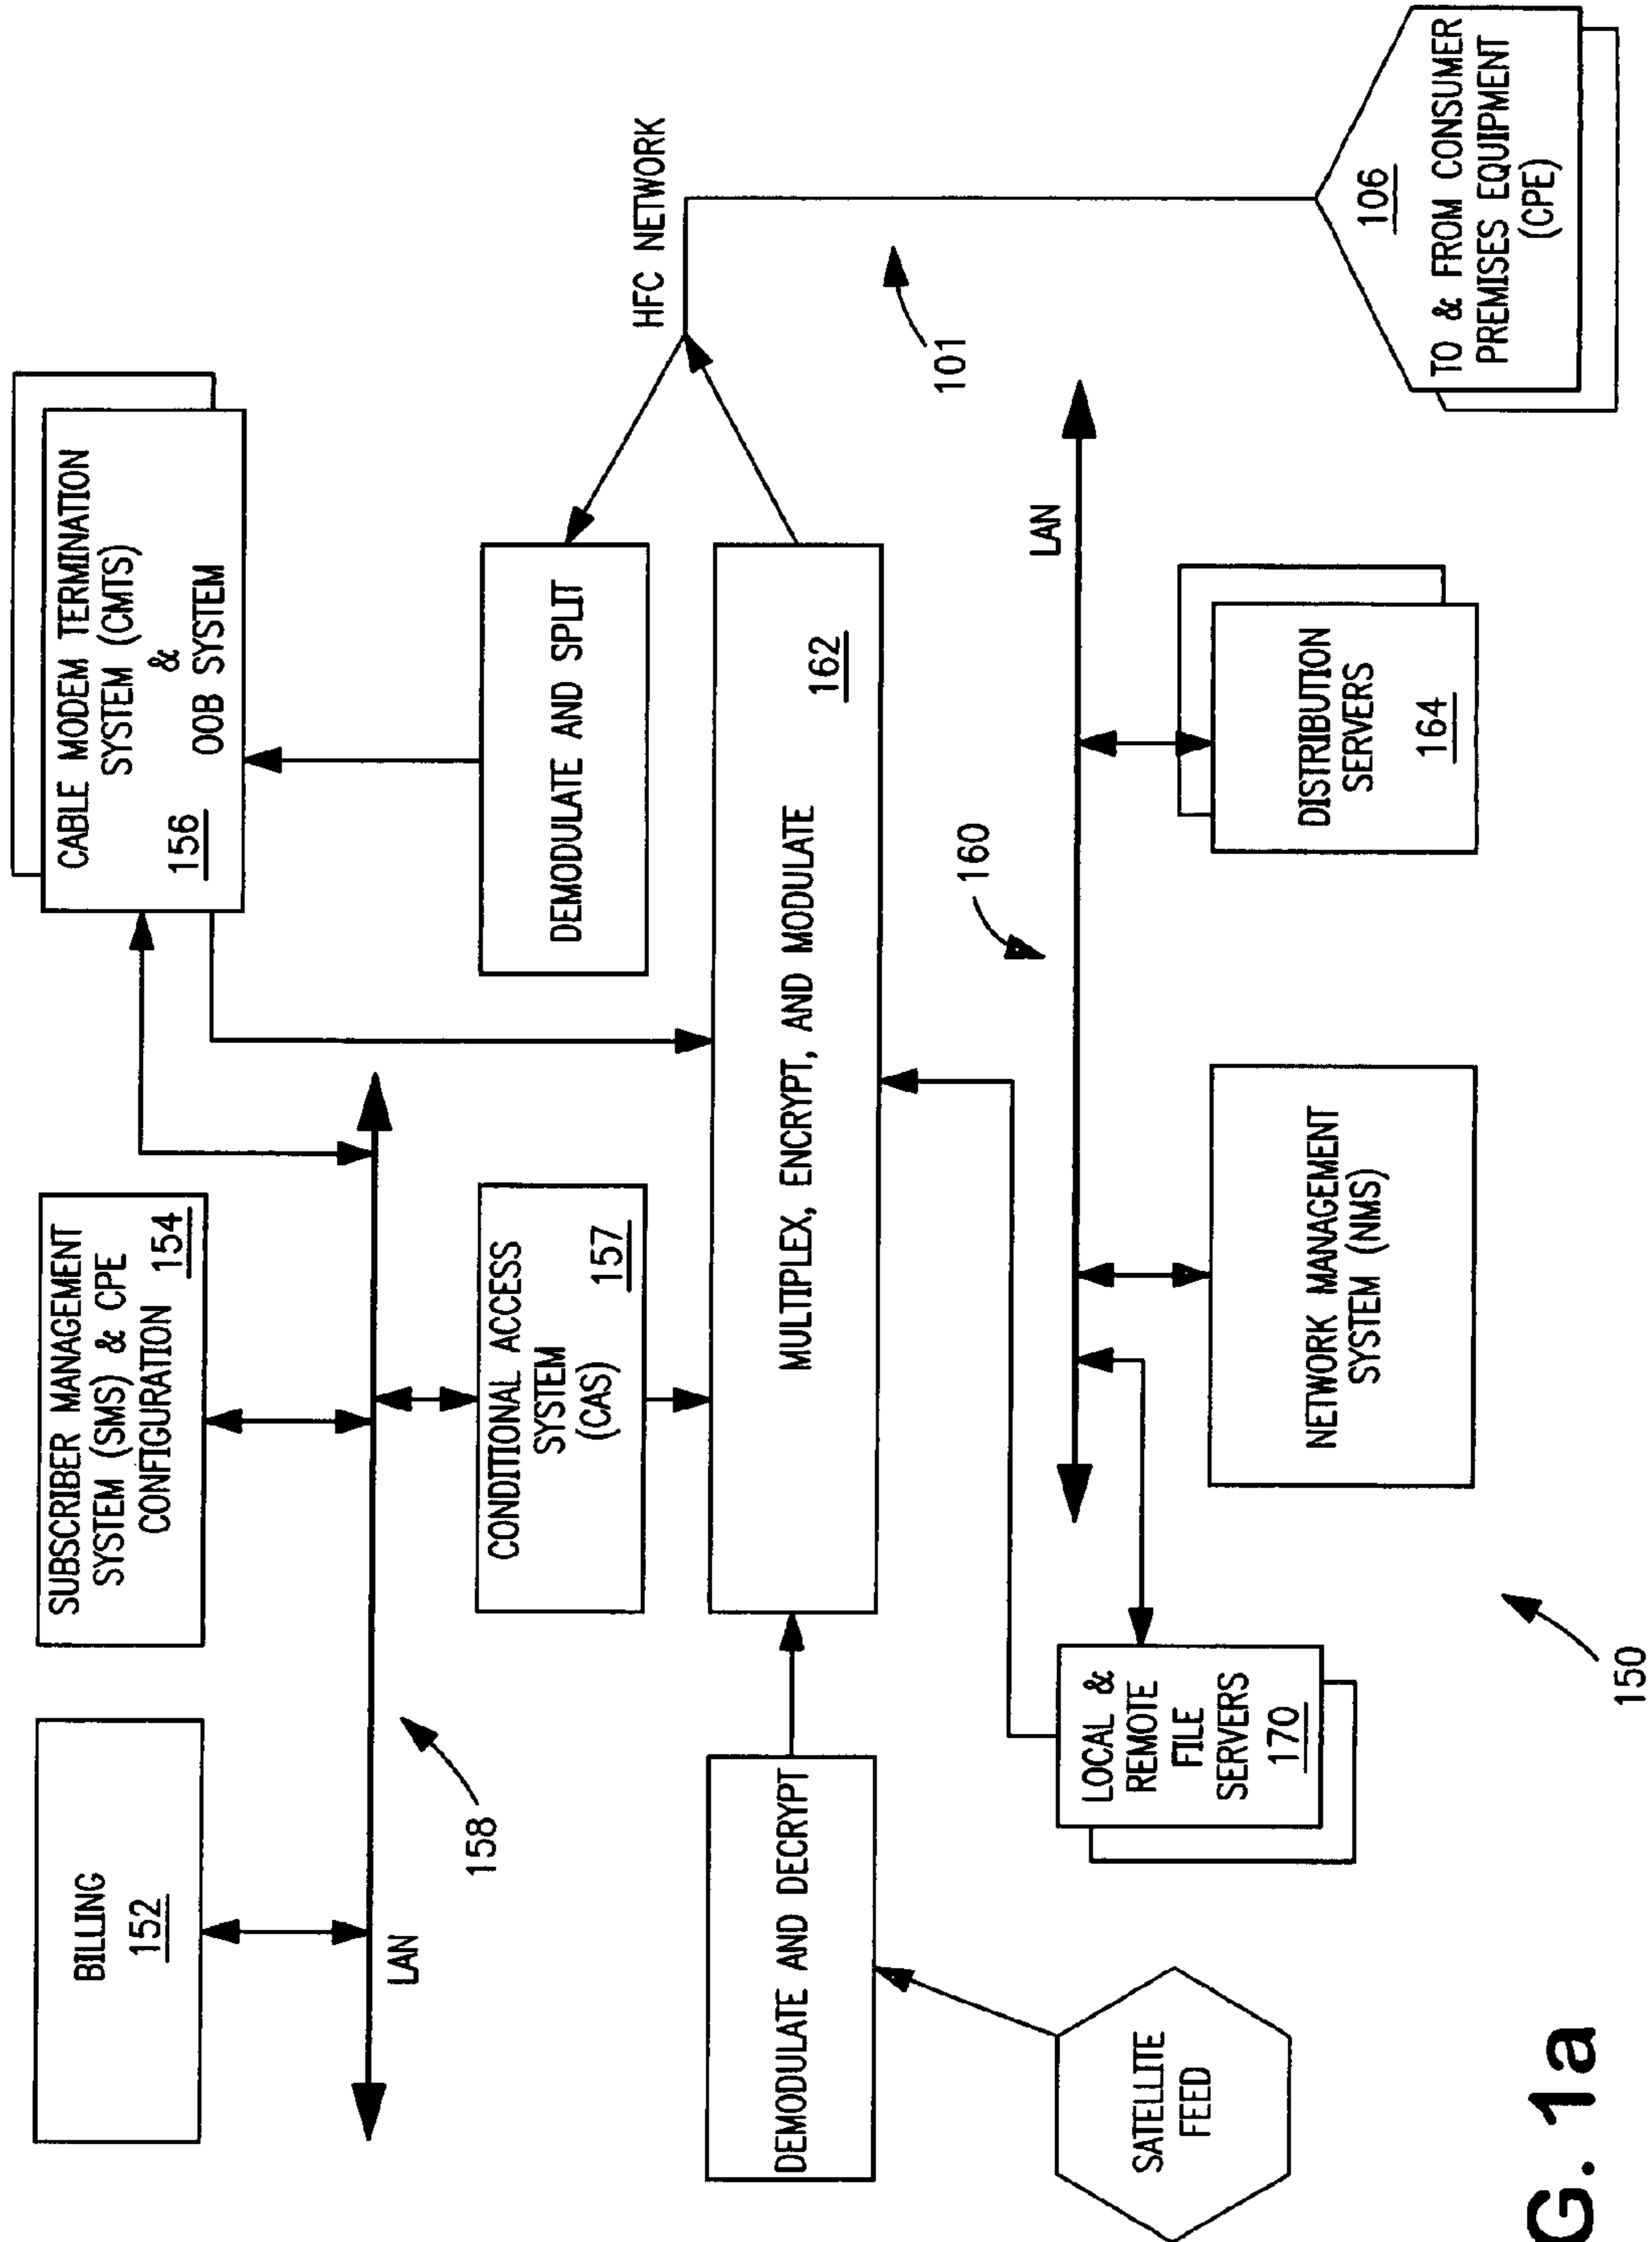 BILLING
152
SUBSCRIBER MANAGEMENT
SYSTEM (SMS) & CPE
CONFIGURATION
154
CABLE MODEM TERMINATION
SYSTEM (CMTS)
&
OOB SYSTEM
156
LAN
158
CONDITIONAL ACCESS
SYSTEM
(CAS)
157
DEMODULATE AND SPLIT
HFC NETWORK
DEMODULATE AND DECRYPT
MULTIPLEX, ENCRYPT, AND MODULATE
162
101
SATELLITE
FEED
LOCAL &
REMOTE
FILE
SERVERS
170
160
LAN
NETWORK MANAGEMENT
SYSTEM (NMS)
DISTRIBUTION
SERVERS
164
106
TO & FROM CONSUMER
PREMISES EQUIPMENT
(CPE)
150
G. 1a